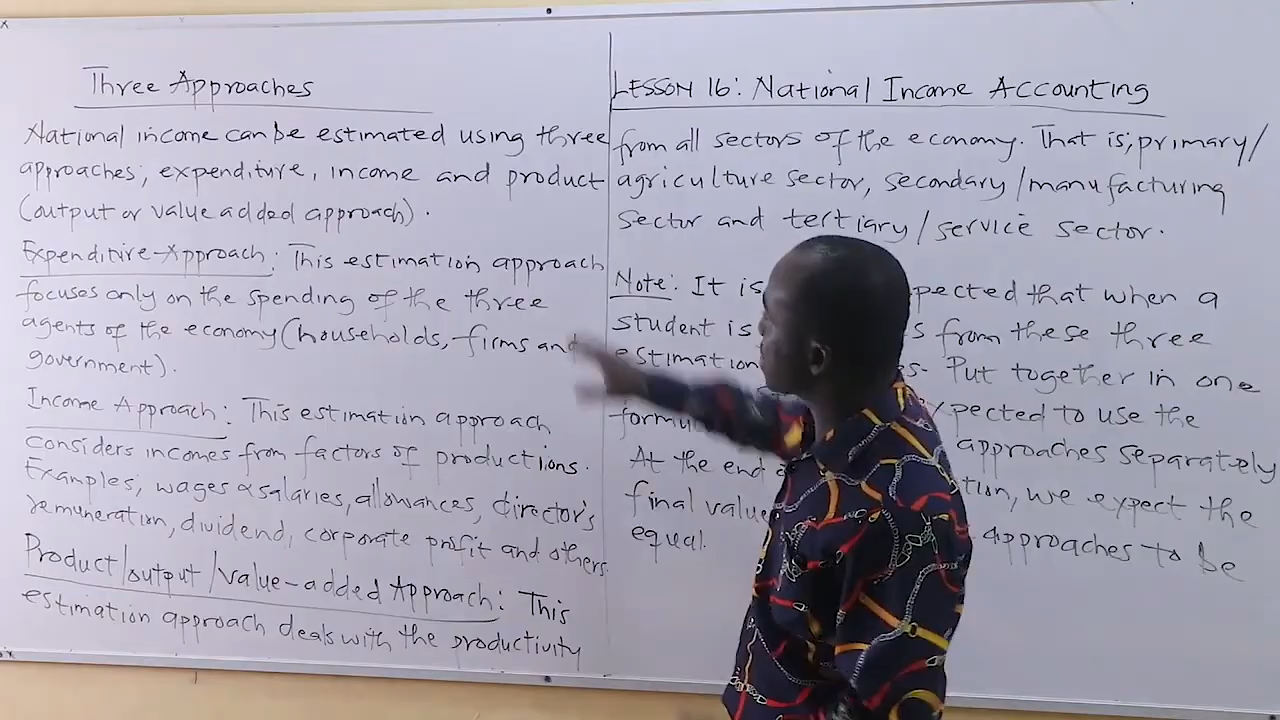 Three Approaches
National income can be estimated using three
approaches; expenditure, income and product
(output or value added approach).
Expenditure-Approach: This estimation approach
focuses only on the spending of the three
agents of the economy (households, firms and
government).
Income Approach: This estimation approach
considers incomes from factors of productions.
Examples, wages & salaries, allowances, director's
remuneration, dividend, corporate profit and others
Product/output/value-added Approach: This
estimation approach deals with the productivity
LESSON 16: National Income Accounting
from all sectors of the economy. That is; primary/
agriculture sector, secondary/manufacturing
sector and tertiary/service sector.
Note: It is pected that when a
student is from these three
estimation Put together in one
pected to use the
At the end approaches separately
final value we expect the
equal. approaches to be